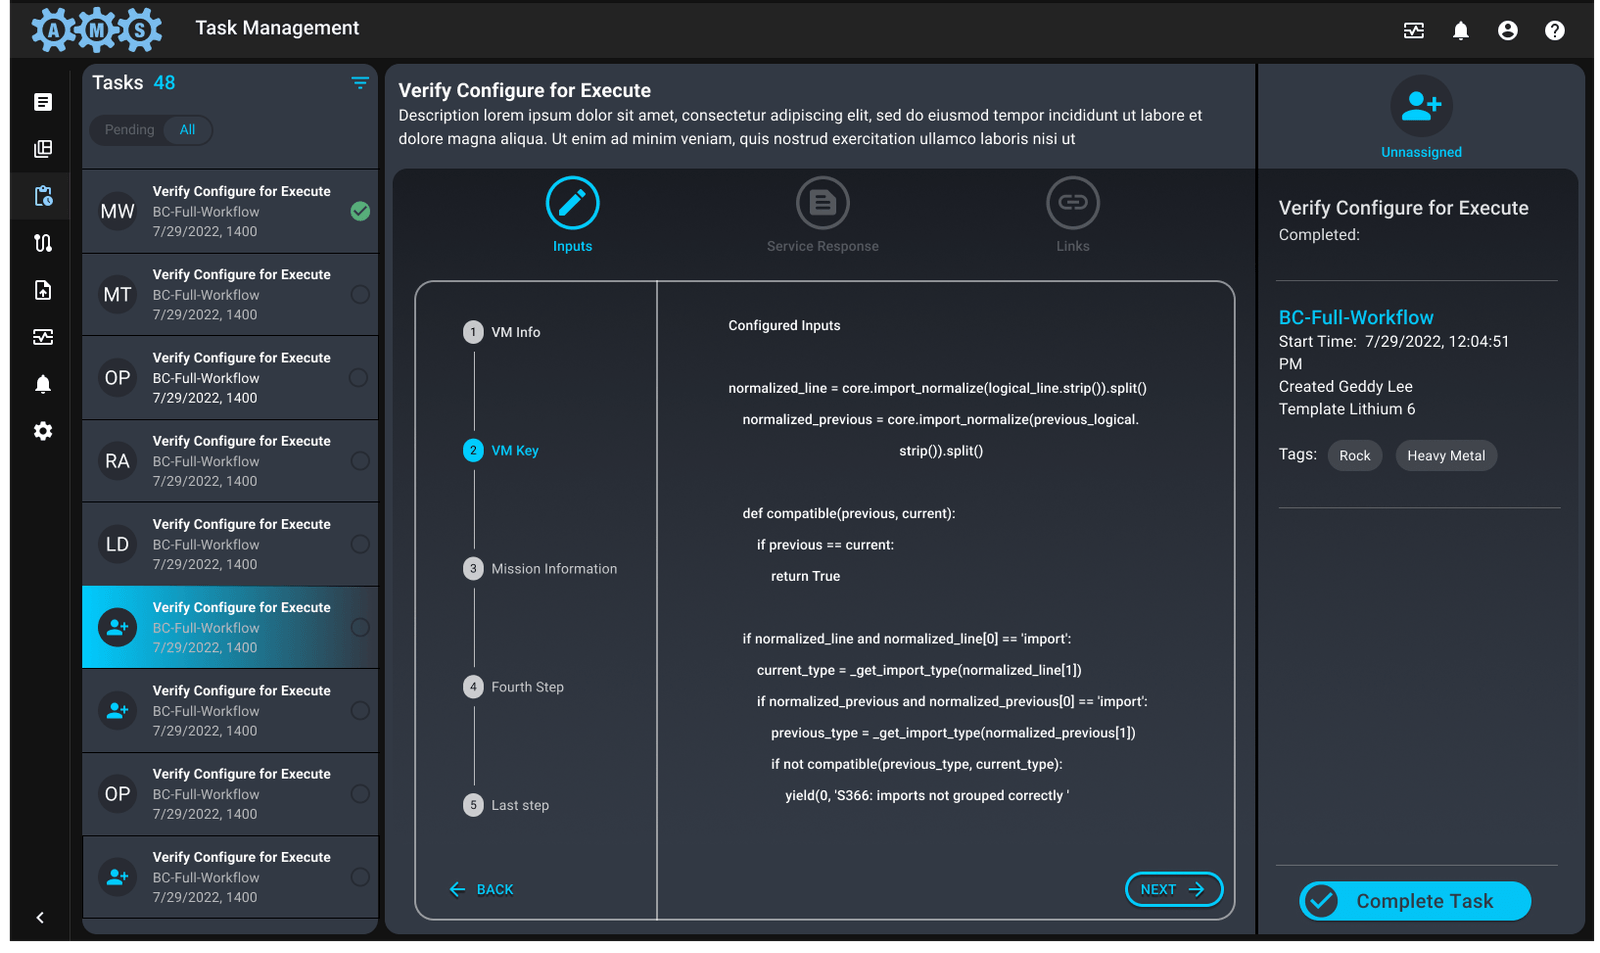 AMS
Task Management
Tasks 48
Pending All
MW
Verify Configure for Execute
BC-Full-Workflow
7/29/2022, 1400
MT
Verify Configure for Execute
BC-Full-Workflow
7/29/2022, 1400
OP
Verify Configure for Execute
BC-Full-Workflow
7/29/2022, 1400
RA
Verify Configure for Execute
BC-Full-Workflow
7/29/2022, 1400
LD
Verify Configure for Execute
BC-Full-Workflow
7/29/2022, 1400
Verify Configure for Execute
BC-Full-Workflow
7/29/2022, 1400
Verify Configure for Execute
BC-Full-Workflow
7/29/2022, 1400
OP
Verify Configure for Execute
BC-Full-Workflow
7/29/2022, 1400
Verify Configure for Execute
BC-Full-Workflow
7/29/2022, 1400
Verify Configure for Execute
Description lorem ipsum dolor sit amet, consectetur adipiscing elit, sed do eiusmod tempor incididunt ut labore et
dolore magna aliqua. Ut enim ad minim veniam, quis nostrud exercitation ullamco laboris nisi ut
Inputs
Service Response
Links
1 VM Info
2 VM Key
3 Mission Information
4 Fourth Step
5 Last step
Configured Inputs
normalized_line = core.import_normalize(logical_line.strip()).split()
normalized_previous = core.import_normalize(previous_logical.
strip()).split()
def compatible(previous, current):
if previous == current:
return True
if normalized_line and normalized_line[0] == 'import':
current_type = _get_import_type(normalized_line[1])
if normalized_previous and normalized_previous[0] == 'import':
previous_type = _get_import_type(normalized_previous[1])
if not compatible(previous_type, current_type):
yield(0, 'S366: imports not grouped correctly '
BACK
NEXT
Unnassigned
Verify Configure for Execute
Completed:
BC-Full-Workflow
Start Time: 7/29/2022, 12:04:51
PM
Created Geddy Lee
Template Lithium 6
Tags: Rock Heavy Metal
Complete Task